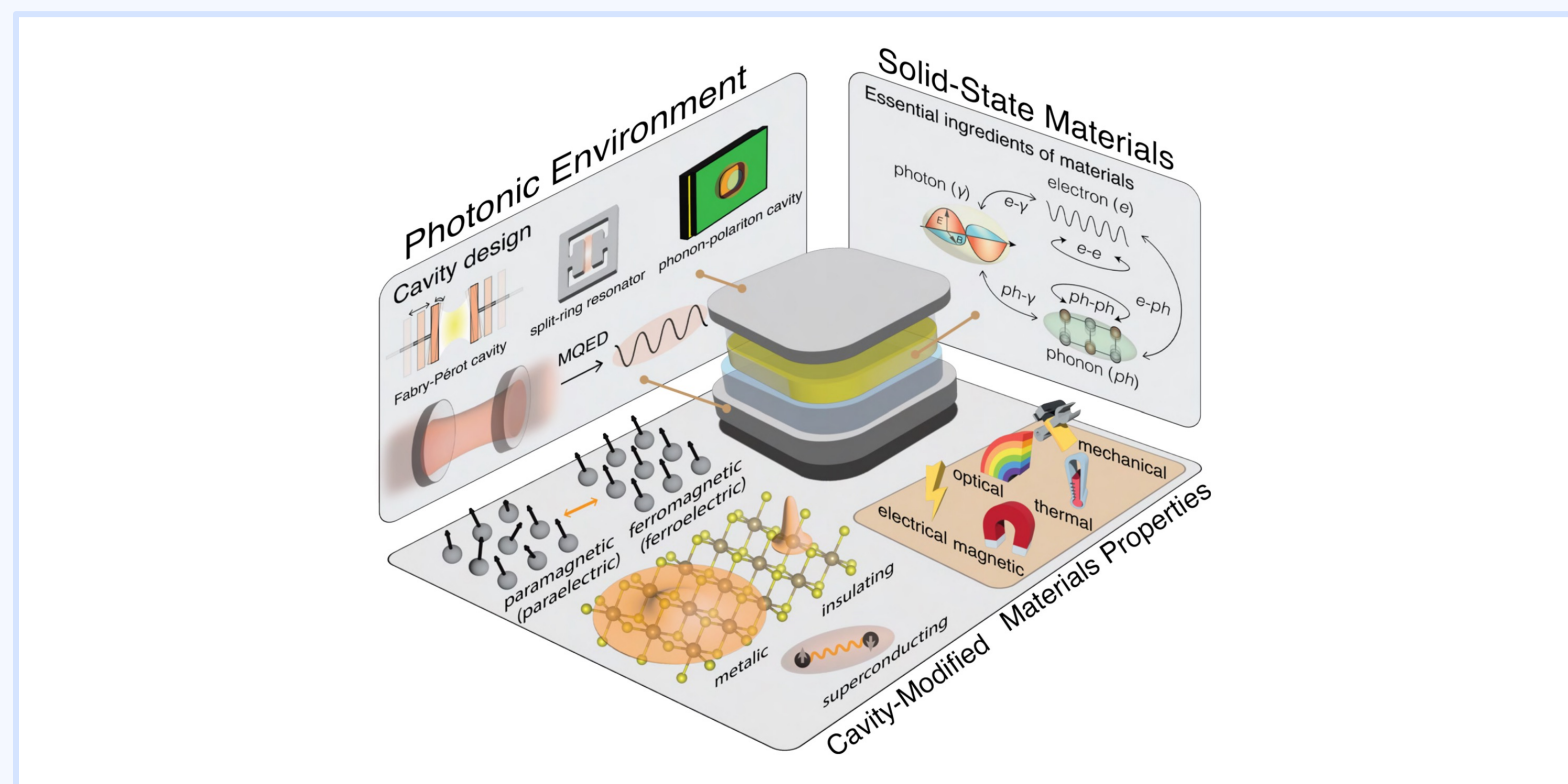 Photonic Environment
Cavity design
Fabry-Pérot cavity
split-ring resonator
phonon-polariton cavity
MQED
Solid-State Materials
Essential ingredients of materials
photon (γ)
e-γ
electron (e)
E
B
e-e
ph-γ
ph-ph
e-ph
phonon (ph)
paramagnetic
(paraelectric)
ferromagnetic
(ferroelectric)
metalic
insulating
superconducting
mechanical
optical
thermal
electrical
magnetic
Cavity-Modified Materials Properties